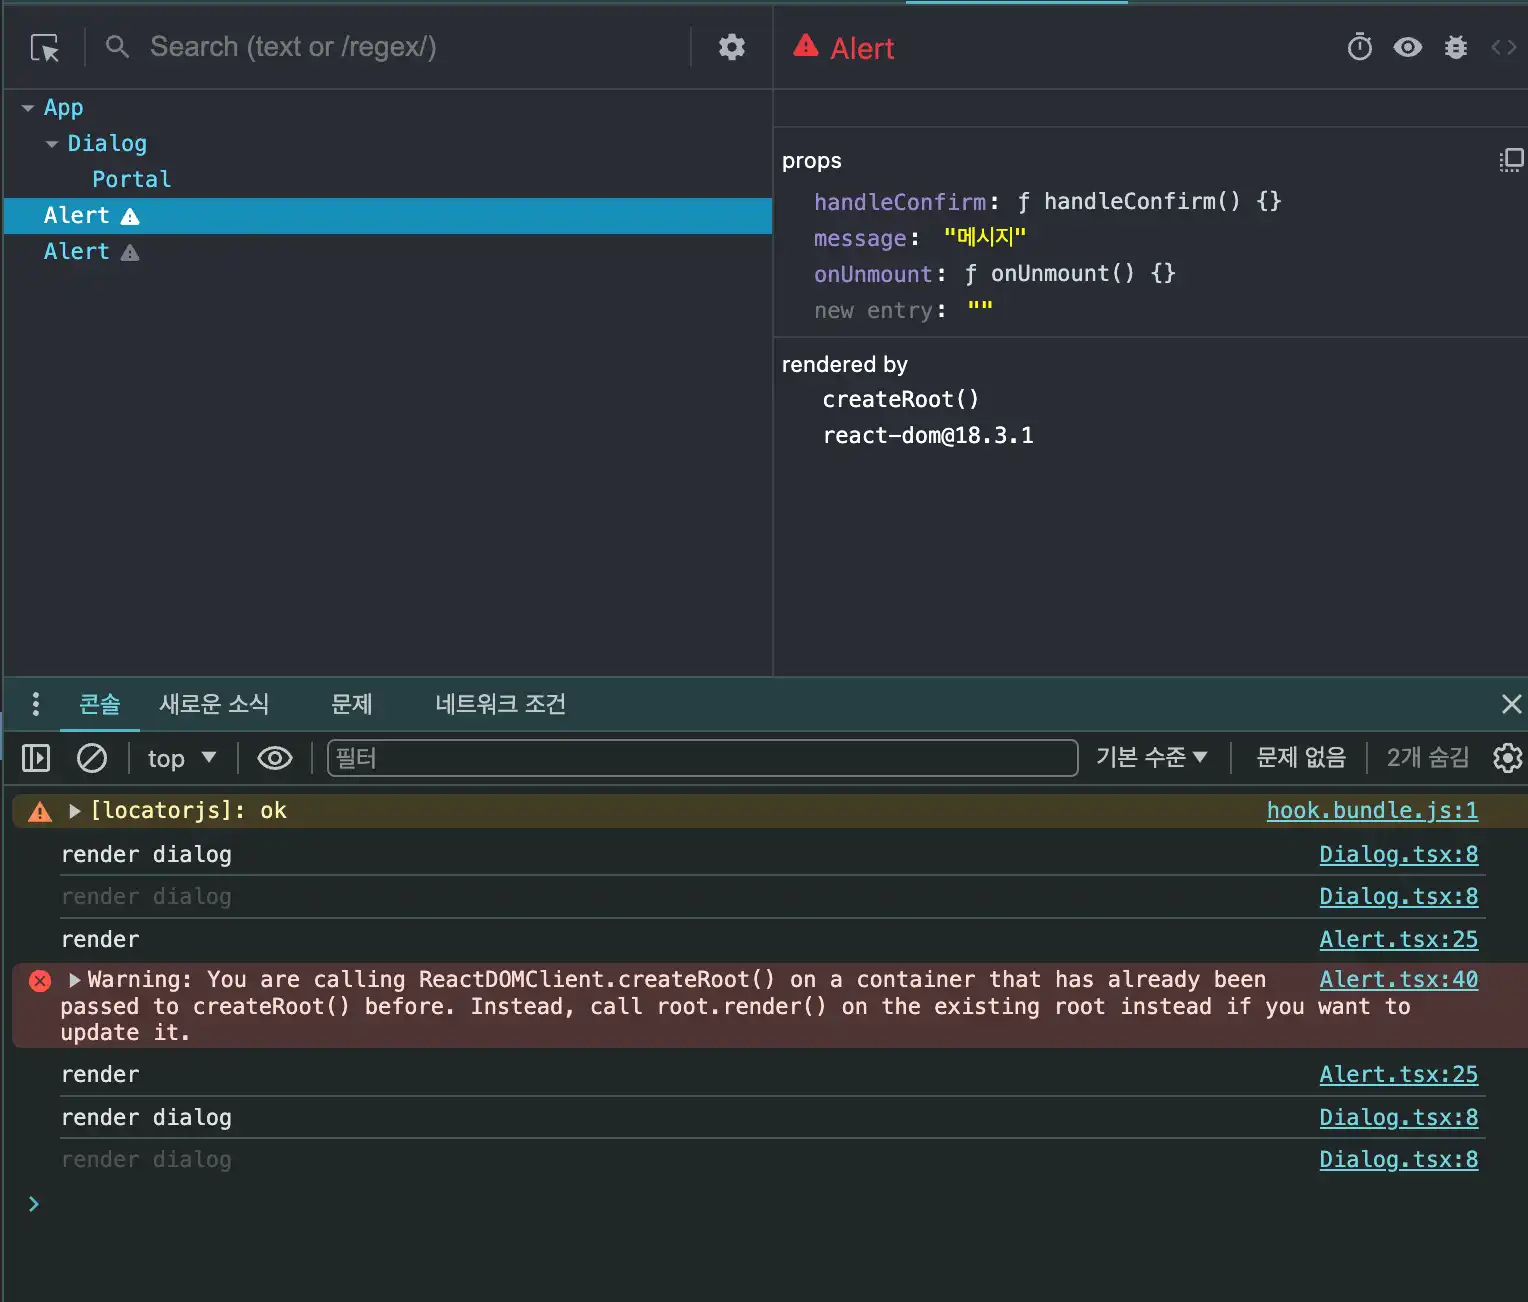 Search (text or /regex/)
Alert
App
Dialog
Portal
Alert
Alert
props
handleConfirm: ƒ handleConfirm() {}
message: "메시지"
onUnmount: ƒ onUnmount() {}
new entry: ""
rendered by
createRoot()
react-dom@18.3.1
콘솔 새로운 소식 문제 네트워크 조건
top ▼ 필터 기본 수준▼ 문제 없음 2개 숨김
[locatorjs]: ok hook.bundle.js:1
render dialog Dialog.tsx:8
render dialog Dialog.tsx:8
render Alert.tsx:25
Warning: You are calling ReactDOMClient.createRoot() on a container that has already been Alert.tsx:40
passed to createRoot() before. Instead, call root.render() on the existing root instead if you want to
update it.
render Alert.tsx:25
render dialog Dialog.tsx:8
render dialog Dialog.tsx:8